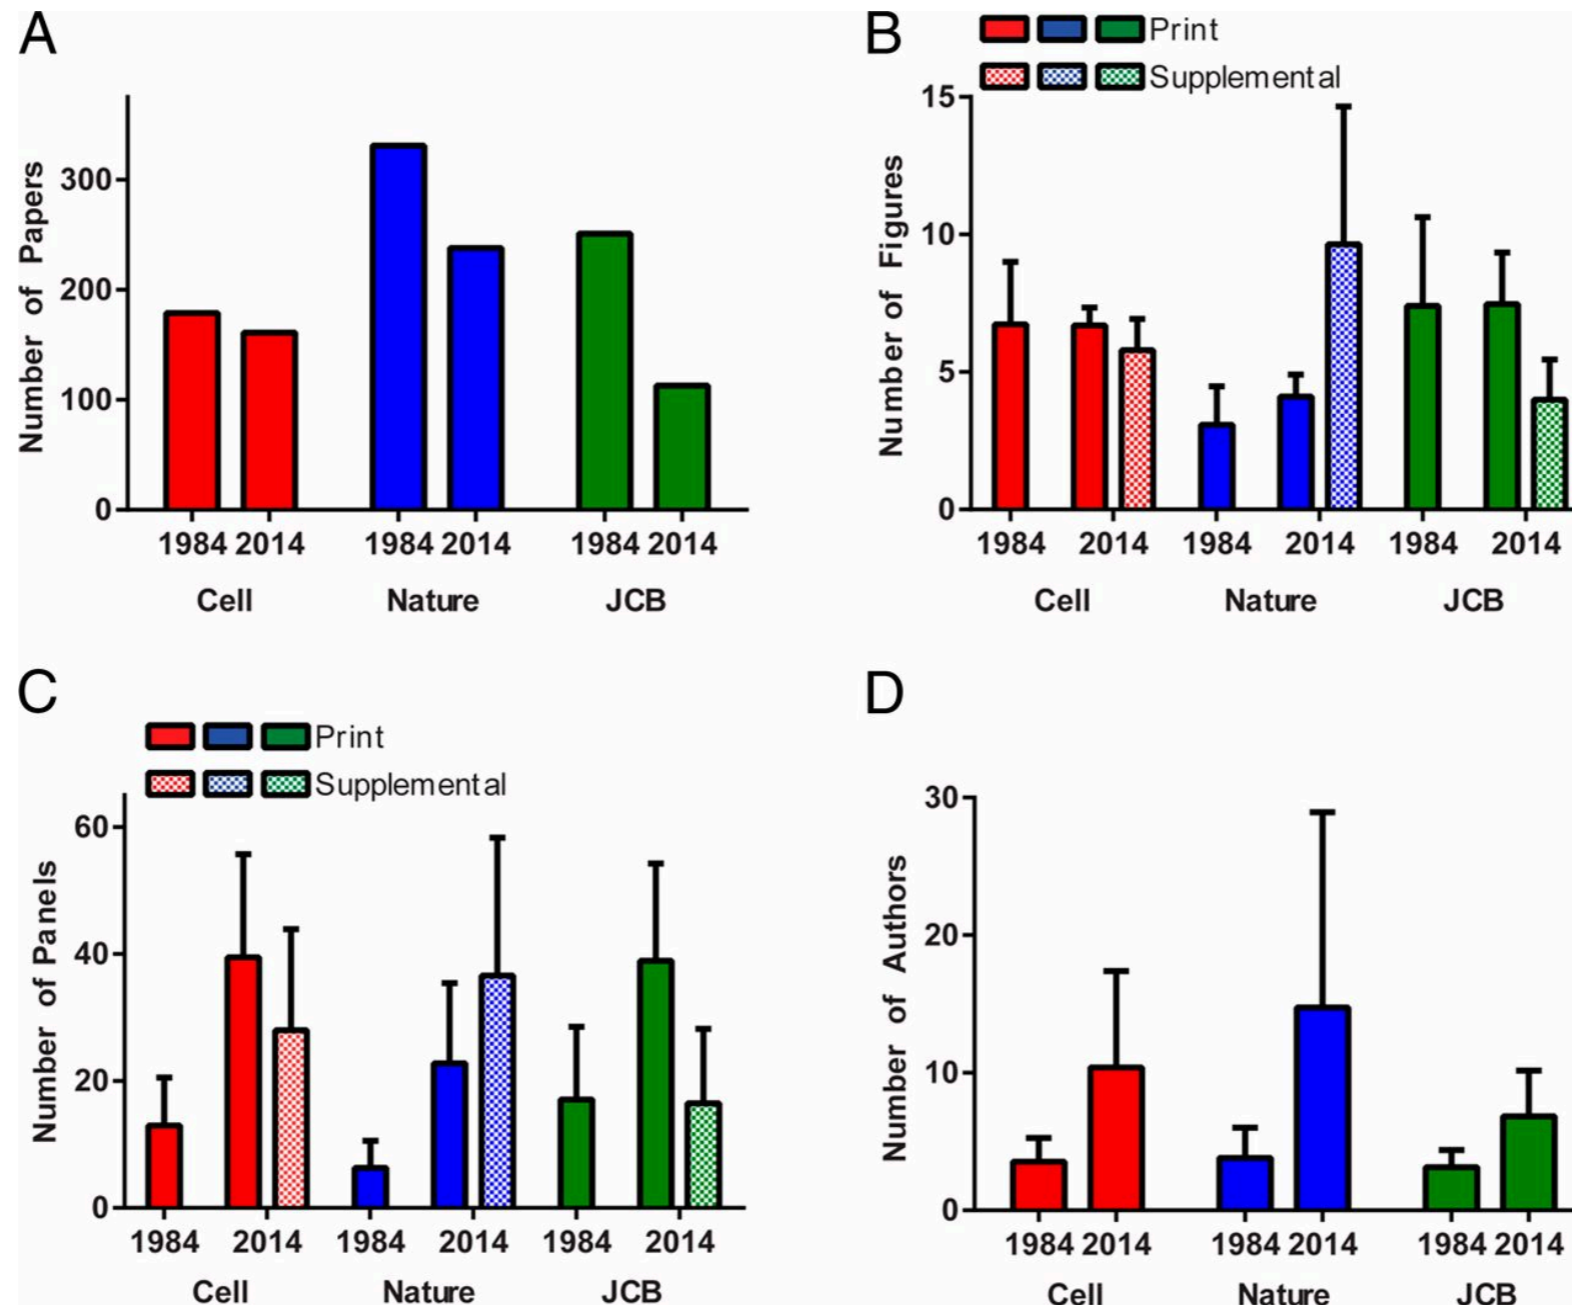 A
Number of Papers
300
200
100
0
1984 2014 1984 2014 1984 2014
Cell Nature JCB
B
Print
Supplemental
Number of Figures
15
10
5
0
1984 2014 1984 2014 1984 2014
Cell Nature JCB
C
Print
Supplemental
Number of Panels
60
40
20
0
1984 2014 1984 2014 1984 2014
Cell Nature JCB
D
Number of Authors
30
20
10
0
1984 2014 1984 2014 1984 2014
Cell Nature JCB